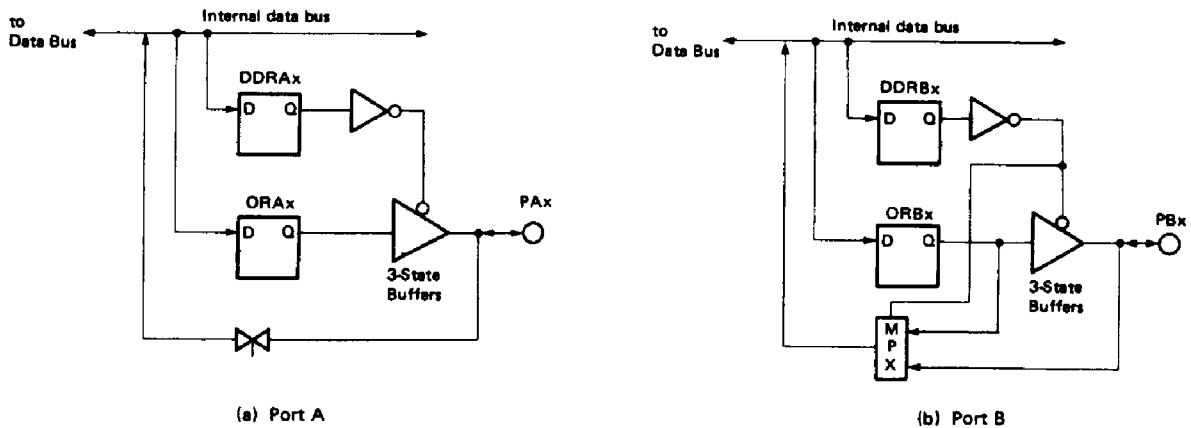 to
Data Bus
Internal data bus
DDRAx
D Q
ORAx
D Q
PAx
3-State
Buffers
(a) Port A
to
Data Bus
Internal data bus
DDRBx
D Q
ORBx
D Q
PBx
3-State
Buffers
M
P
X
(b) Port B